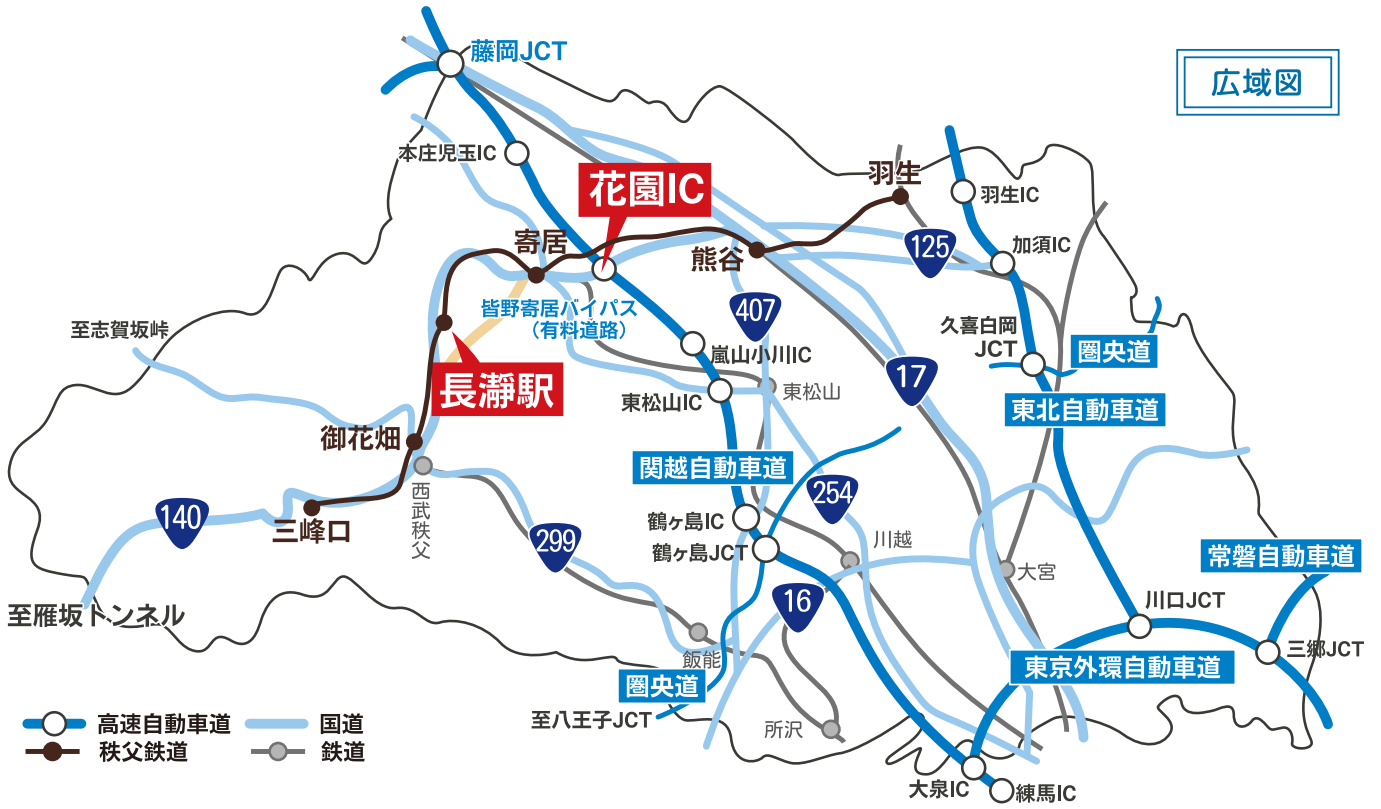 広域図
藤岡JCT
本庄児玉IC
花園IC
羽生
羽生IC
寄居
熊谷
125
加須IC
皆野寄居バイパス
（有料道路）
407
至志賀坂峠
嵐山小川IC
久喜白岡
JCT
圏央道
長瀞駅
東松山IC
東松山
17
東北自動車道
御花畑
関越自動車道
西武秩父
254
140
三峰口
299
鶴ヶ島IC
鶴ヶ島JCT
川越
大宮
常磐自動車道
16
至雁坂トンネル
川口JCT
飯能
三郷JCT
圏央道
東京外環自動車道
至八王子JCT
所沢
高速自動車道
国道
秩父鉄道
鉄道
大泉IC
練馬IC